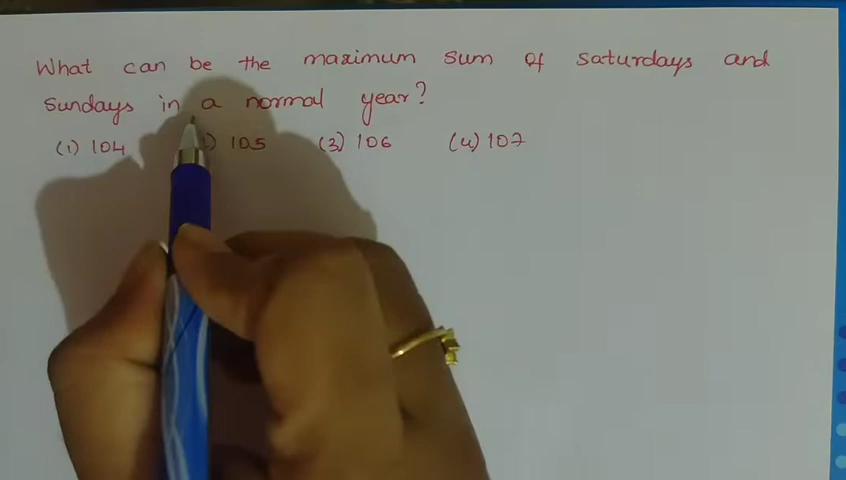 What can be the maximum sum of saturdays and
sundays in a normal year?
(1) 104 ) 105 (3) 106 (4) 107